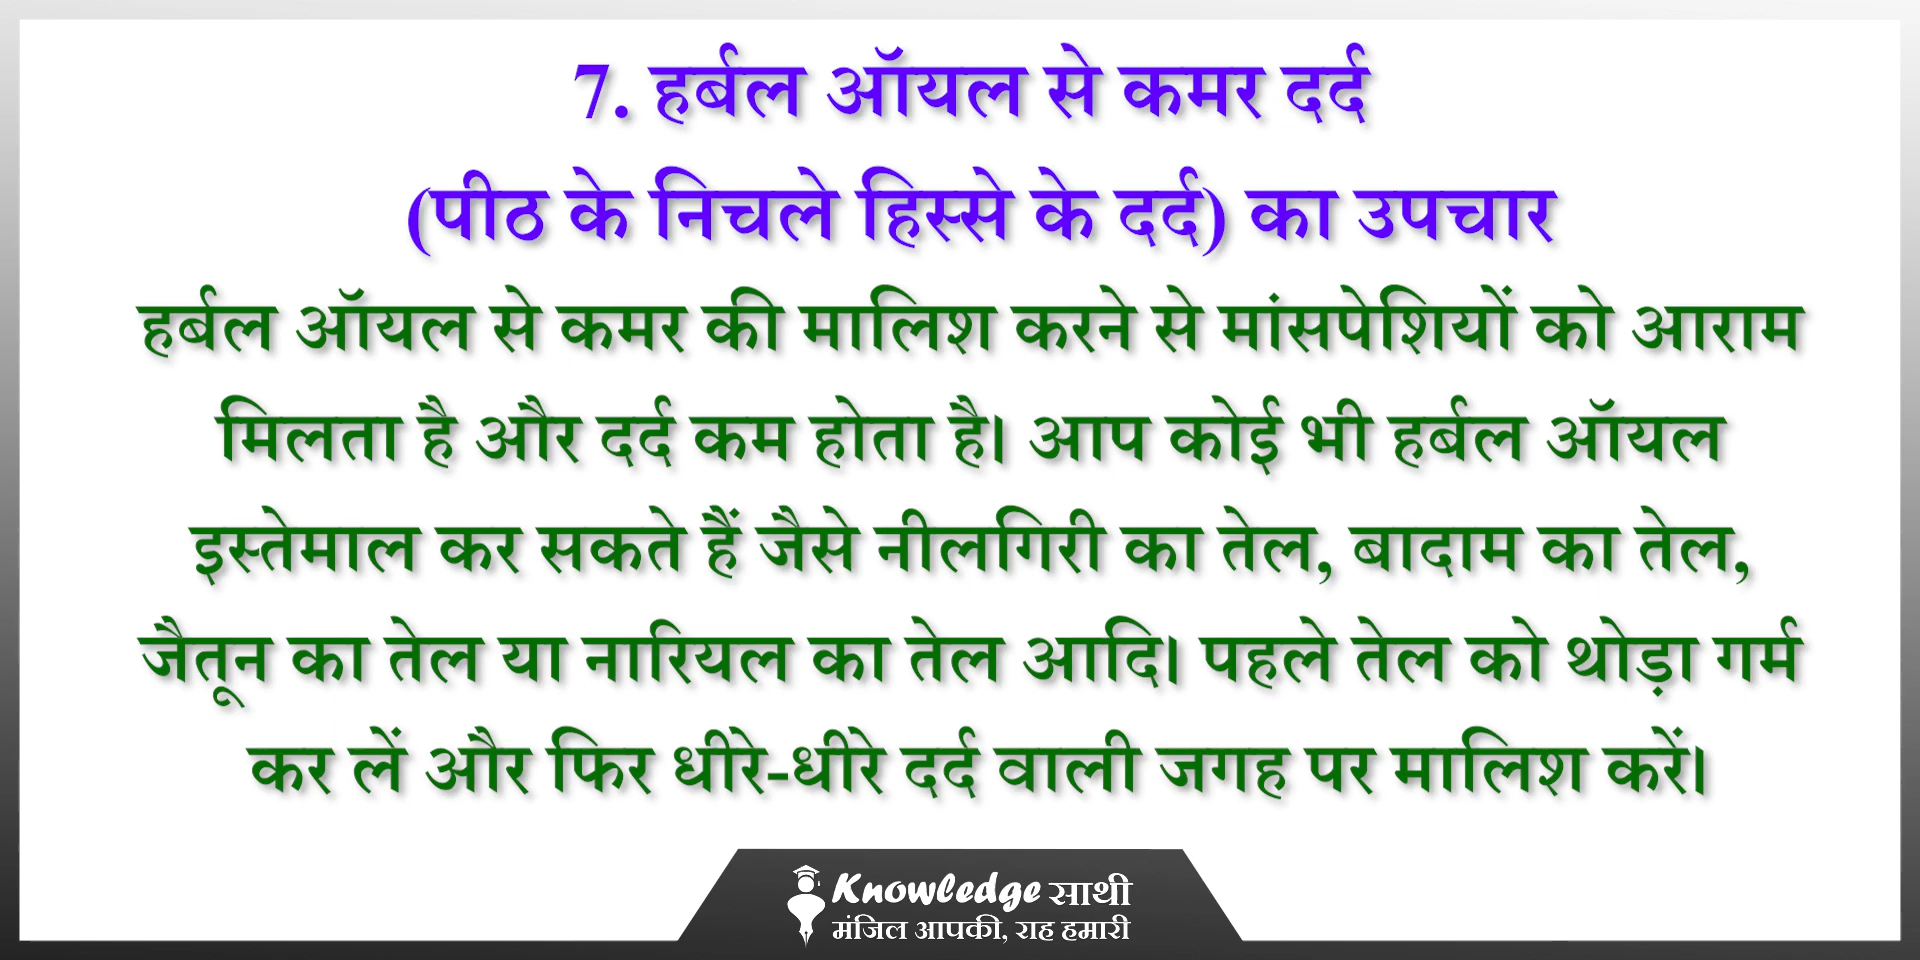 7. हर्बल ऑयल से कमर दर्द
(पीठ के निचले हिस्से के दर्द) का उपचार
हर्बल ऑयल से कमर की मालिश करने से मांसपेशियों को आराम
मिलता है और दर्द कम होता है। आप कोई भी हर्बल ऑयल
इस्तेमाल कर सकते हैं जैसे नीलगिरी का तेल, बादाम का तेल,
जैतून का तेल या नारियल का तेल आदि। पहले तेल को थोड़ा गर्म
कर लें और फिर धीरे-धीरे दर्द वाली जगह पर मालिश करें।
Knowledge साथी
मंजिल आपकी, राह हमारी